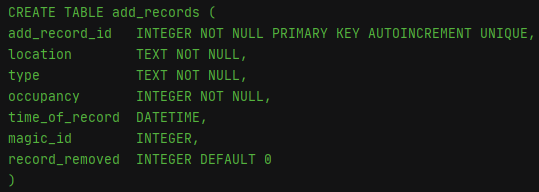 CREATE TABLE add_records (
add_record_id   INTEGER NOT NULL PRIMARY KEY AUTOINCREMENT UNIQUE,
location        TEXT NOT NULL,
type            TEXT NOT NULL,
occupancy       INTEGER NOT NULL,
time_of_record  DATETIME,
magic_id        INTEGER,
record_removed  INTEGER DEFAULT 0
)